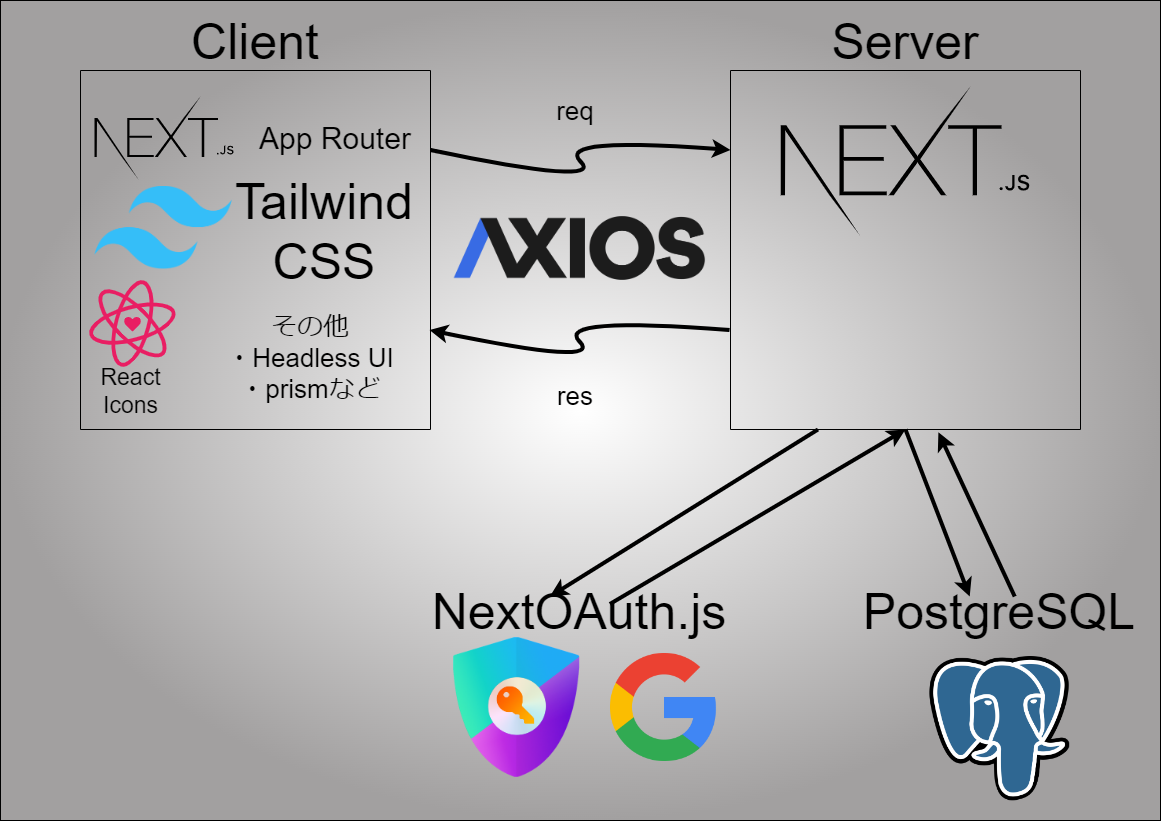 Client
Server
NEXT.JS
App Router
Tailwind
CSS
React
Icons
その他
・Headless UI
・prismなど
req
AXIOS
res
NEXT.JS
NextOAuth.js
PostgreSQL